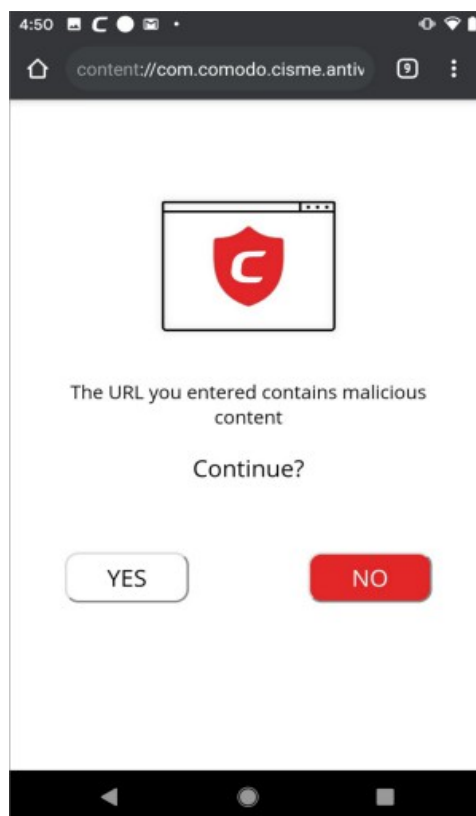 4:50
content://com.comodo.cisme.antiv
9
C
The URL you entered contains malicious
content
Continue?
YES
NO